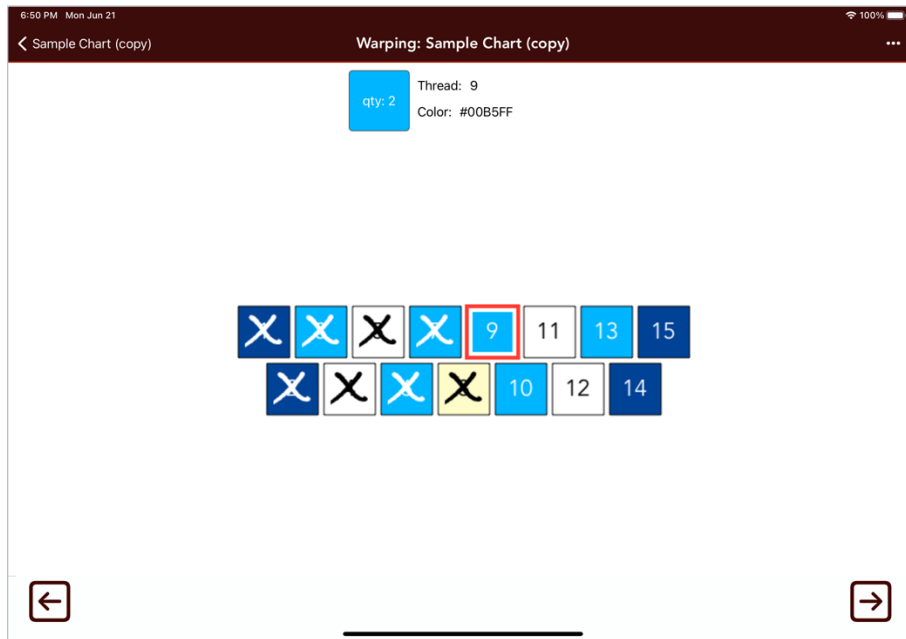 6:50 PM Mon Jun 21 100%
Sample Chart (copy) Warping: Sample Chart (copy)
qty: 2
Thread: 9
Color: #00B5FF
9 11 13 15
10 12 14